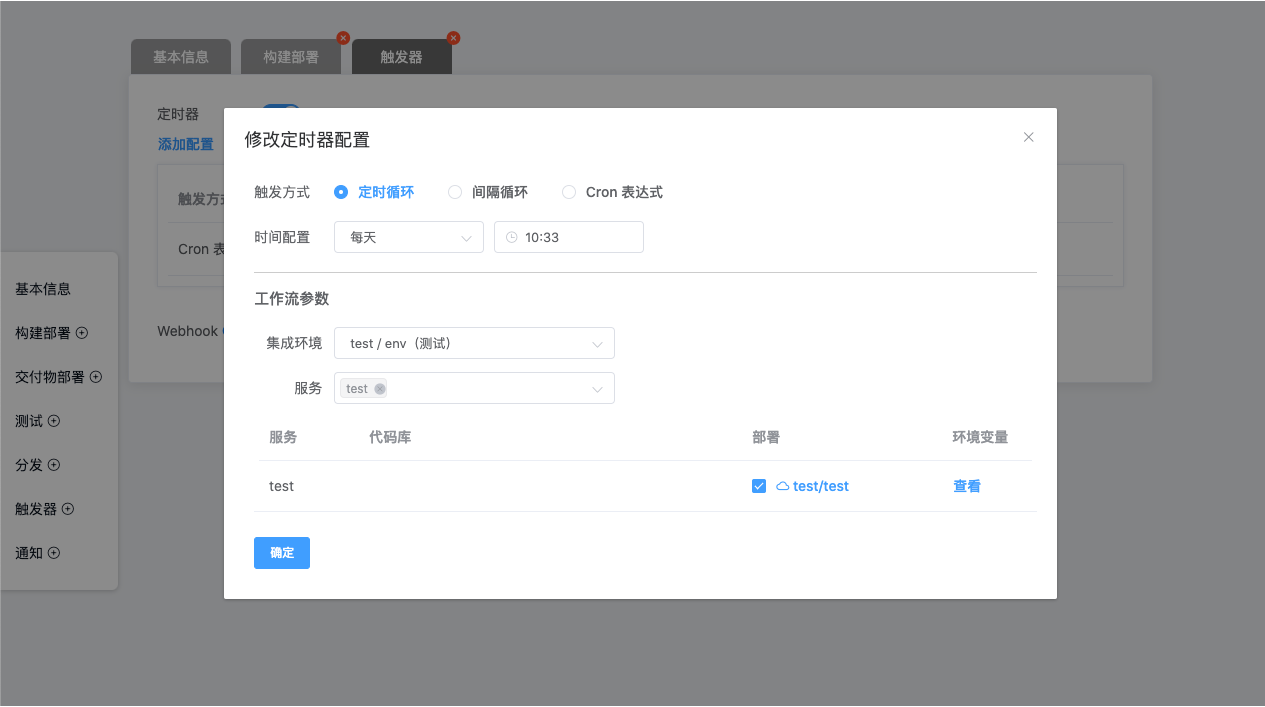 基本信息 构建部署 触发器
定时器
添加配置
修改定时器配置
触发方式 定时循环 间隔循环 Cron 表达式
时间配置 每天 10:33
工作流参数
集成环境 test / env（测试）
服务 test
服务 代码库 部署 环境变量
test test/test 查看
确定
触发方式
Cron 表
Webhook
基本信息
构建部署
交付物部署
测试
分发
触发器
通知